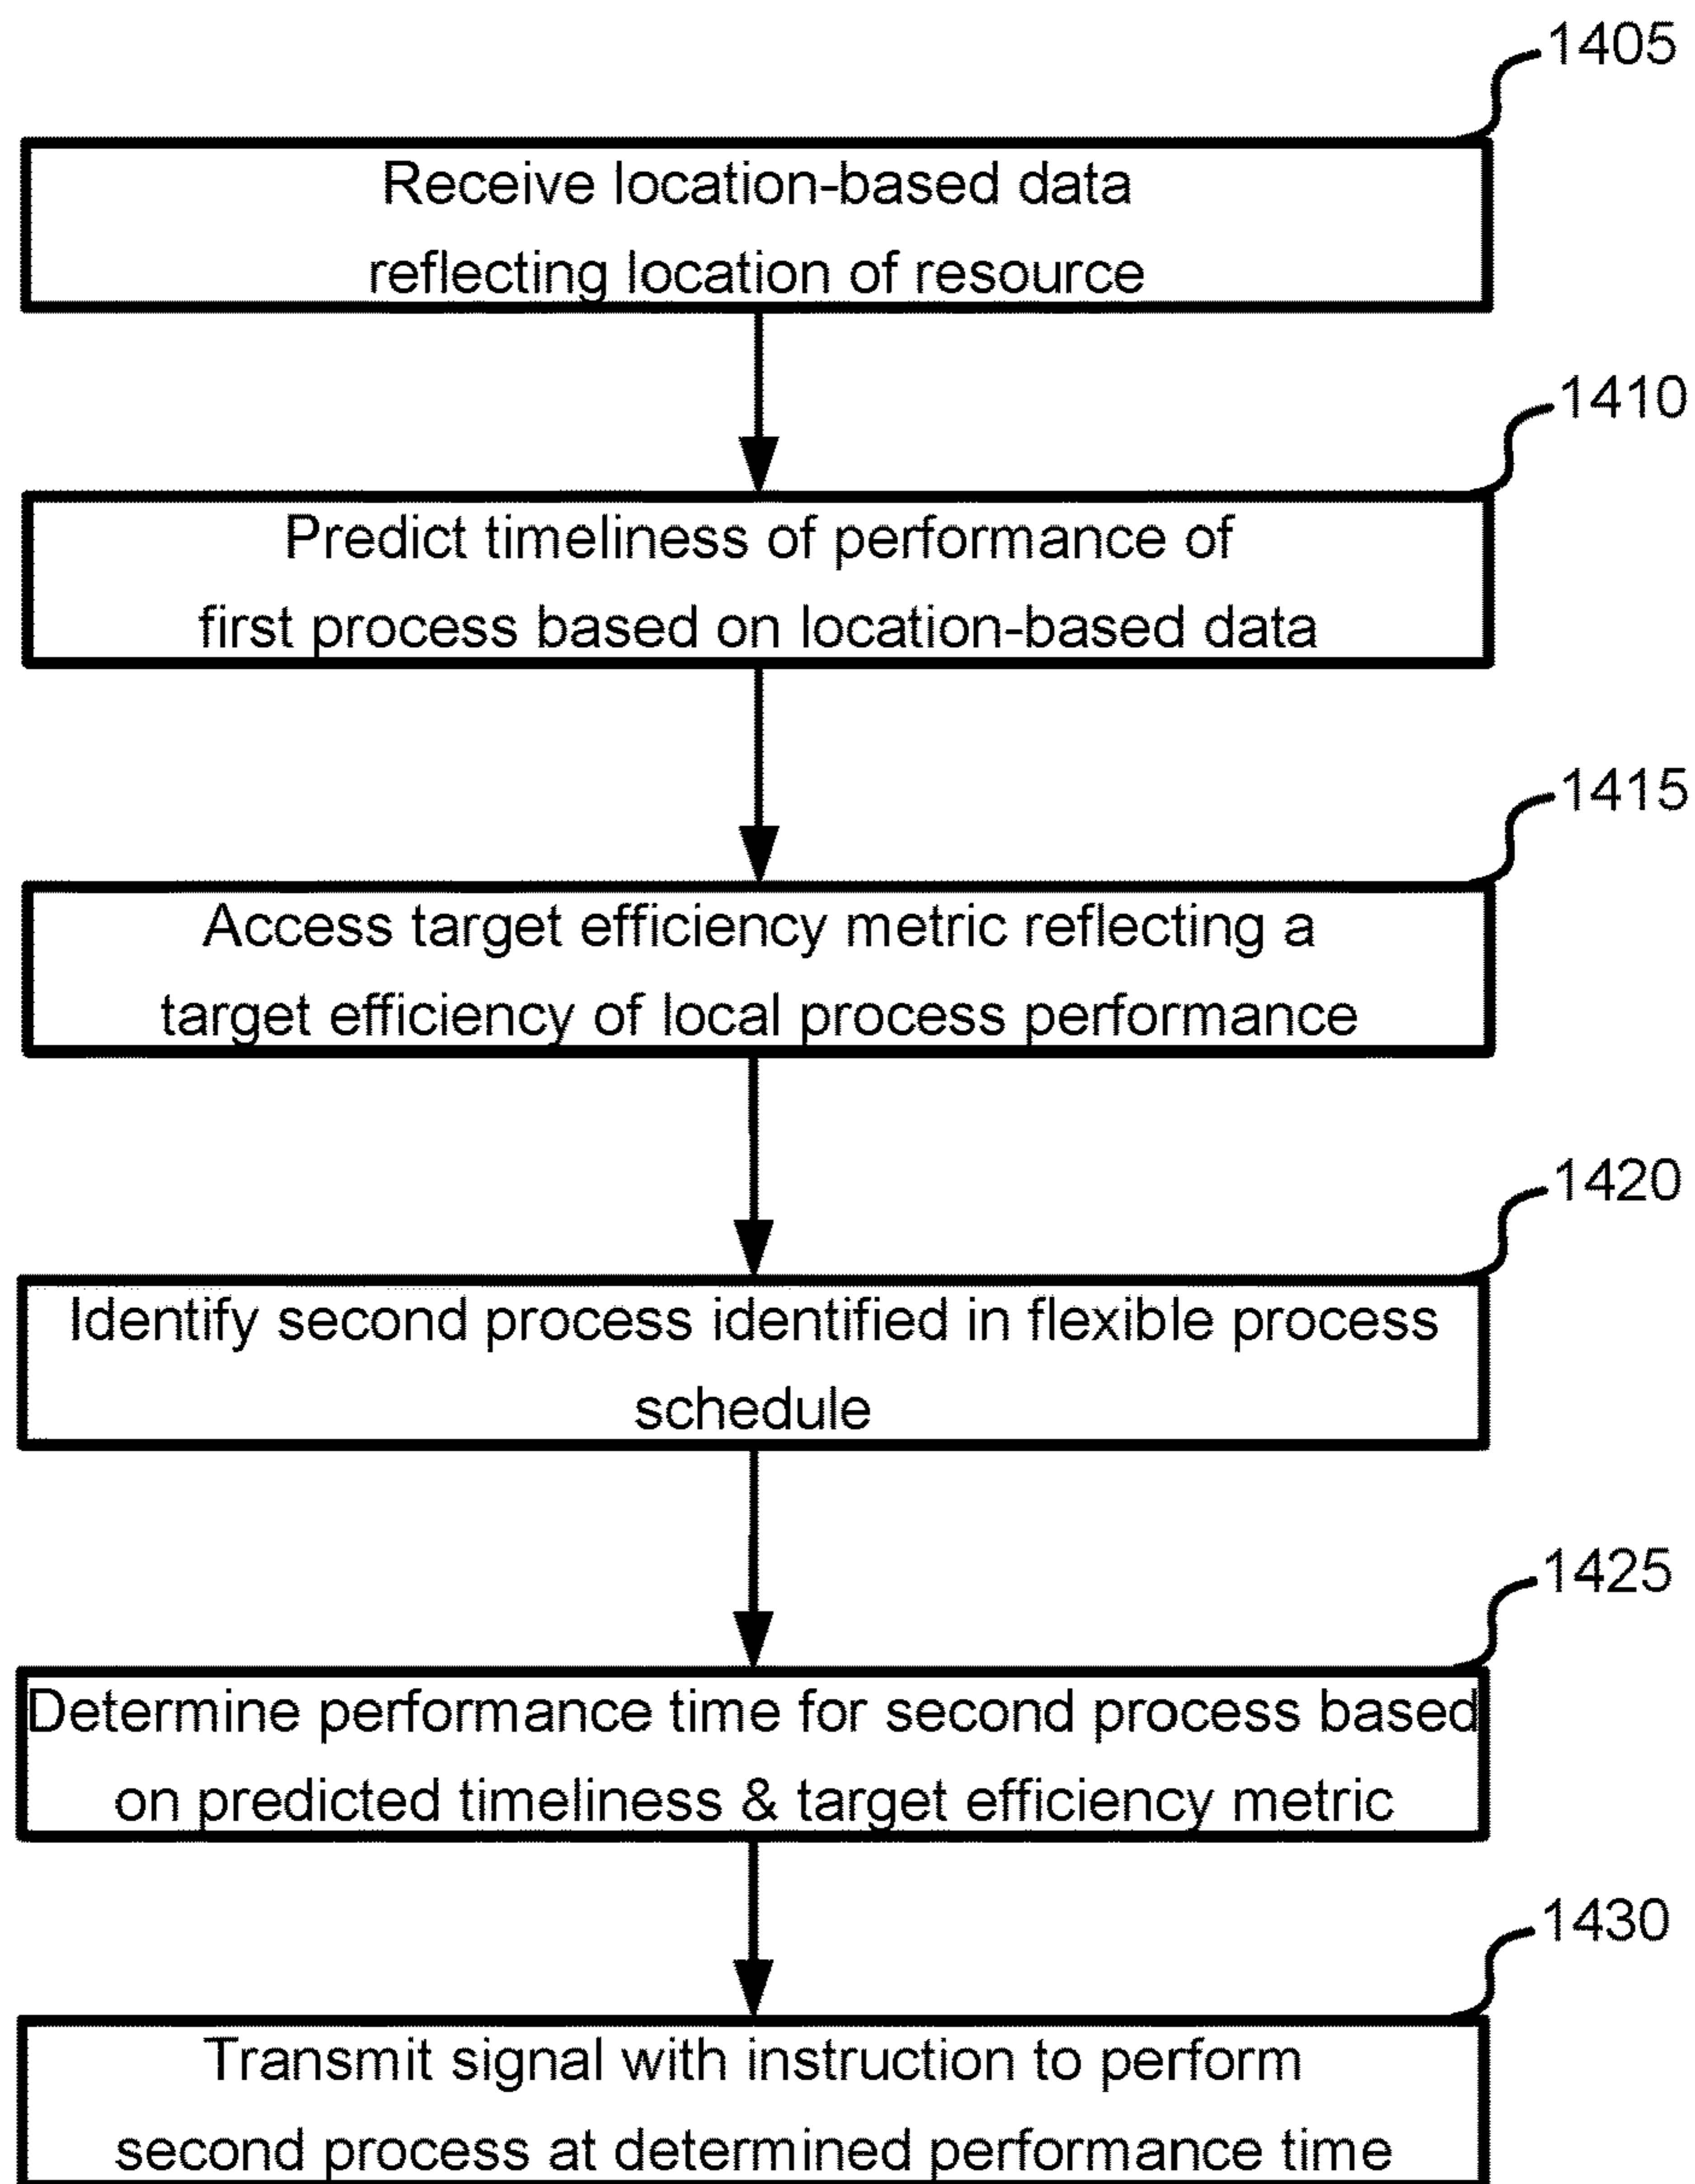 1405
Receive location-based data
reflecting location of resource
1410
Predict timeliness of performance of
first process based on location-based data
1415
Access target efficiency metric reflecting a
target efficiency of local process performance
1420
Identify second process identified in flexible process
schedule
1425
Determine performance time for second process based
on predicted timeliness & target efficiency metric
1430
Transmit signal with instruction to perform
second process at determined performance time